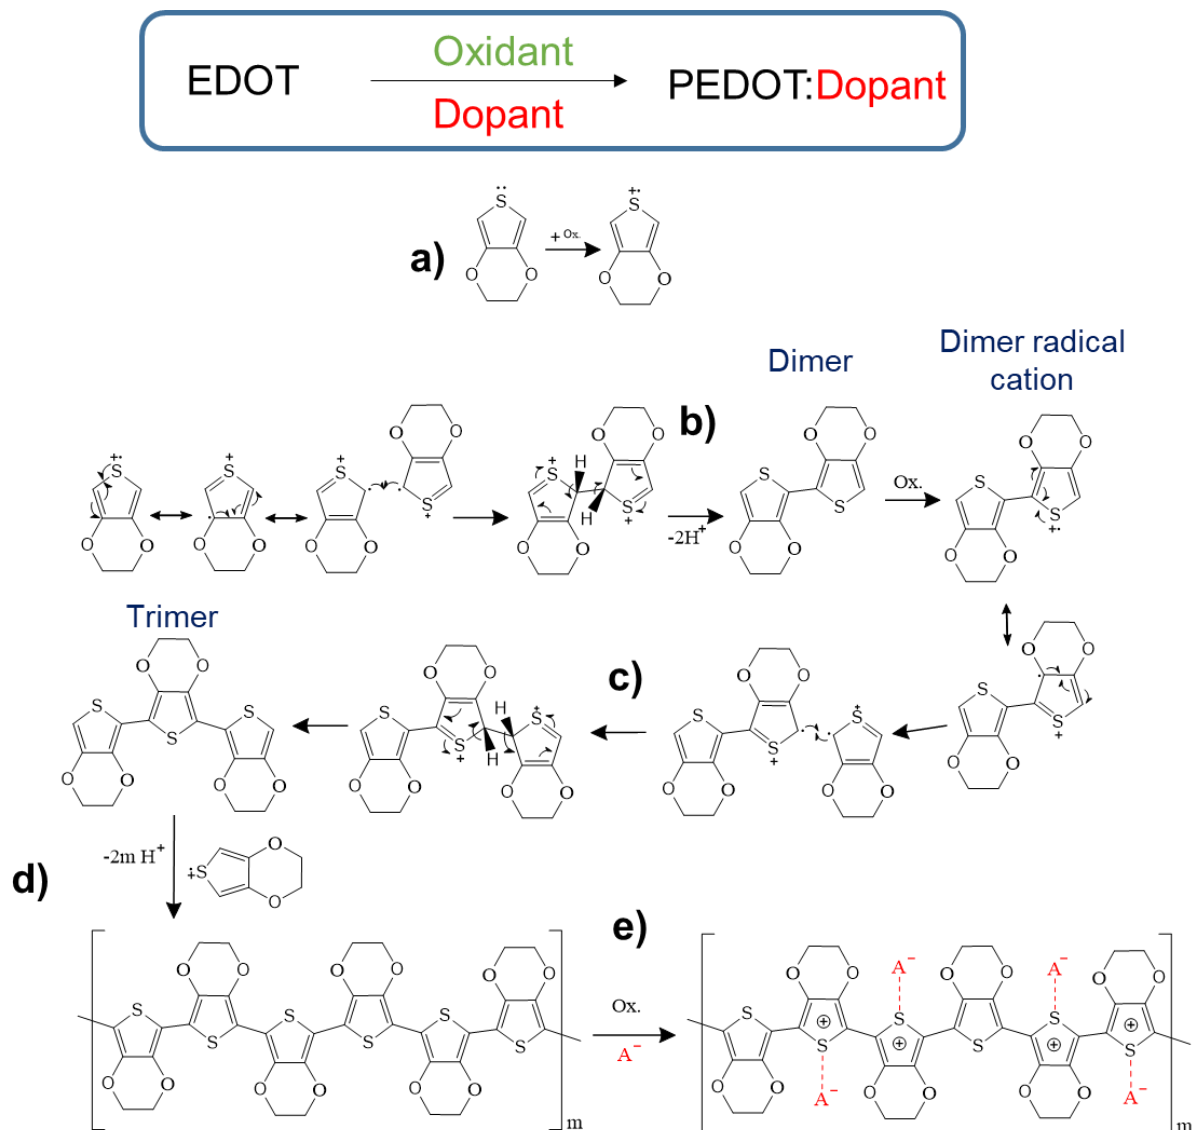 EDOT
Oxidant
Dopant
PEDOT:Dopant
a)
S
O O
+ Ox.
+•
S
O O
Dimer
Dimer radical
cation
b)
+•
S
O O
+
S
O O
+
S
O O
O O
S
+
O O
+
S
H
H
S
+
O O
-2H+
O O
S
S
O O
Ox.
O O
S
S
+•
O O
Trimer
O O
S
S
S
O O
O O
O O
S
H
S
+
S
+
H
O O
O O
c)
O O
S
S
+
S
+
O O
O O
O O
S
S
+
O O
d)
-2m H+
S
+
O
O
O O
O O
O O
S
S
S
S
S
S
O O
O O
O O
m
e)
Ox.
A−
O O
A−
O O
A−
O O
S
S
S
S
S
S
+
+
+
+
O O
A−
O O
O O
A−
m